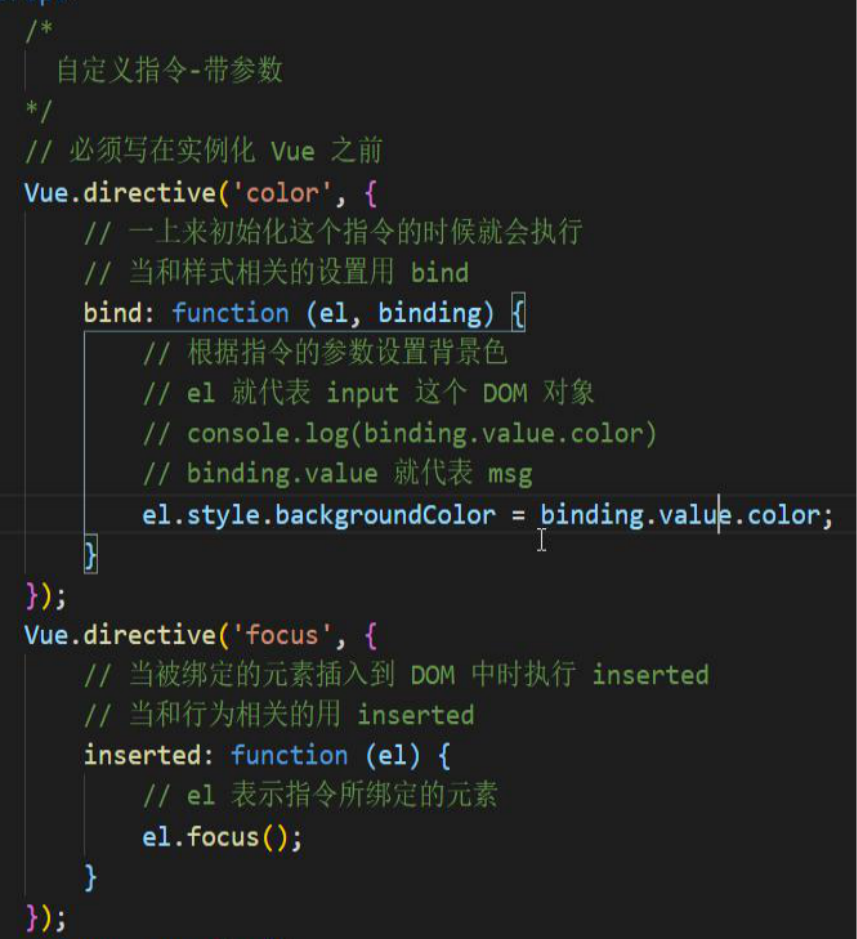 /*
自定义指令-带参数
*/
// 必须写在实例化 Vue 之前
Vue.directive('color', {
// 一上来初始化这个指令的时候就会执行
// 当和样式相关的设置用 bind
bind: function (el, binding) {
// 根据指令的参数设置背景色
// el 就代表 input 这个 DOM 对象
// console.log(binding.value.color)
// binding.value 就代表 msg
el.style.backgroundColor = binding.value.color;
}
});
Vue.directive('focus', {
// 当被绑定的元素插入到 DOM 中时执行 inserted
// 当和行为相关的用 inserted
inserted: function (el) {
// el 表示指令所绑定的元素
el.focus();
}
});